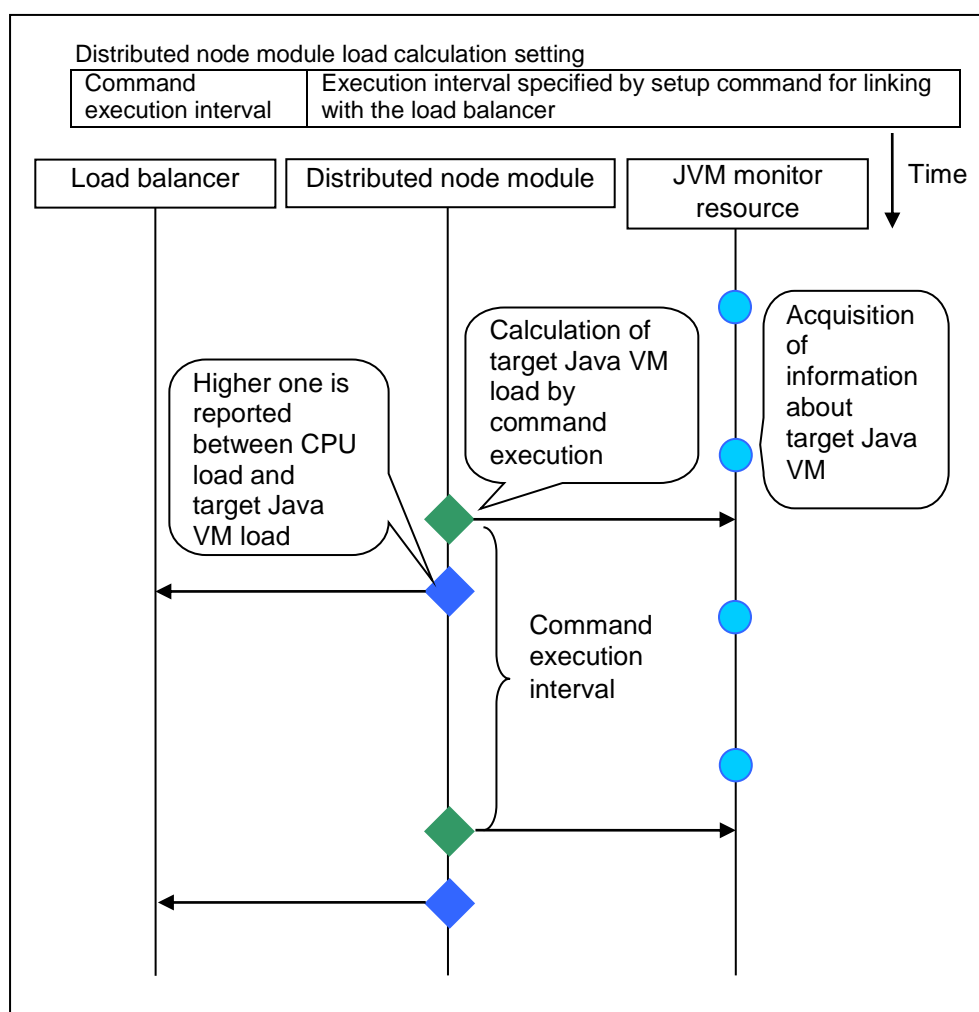 Distributed node module load calculation setting
Command
execution interval
Execution interval specified by setup command for linking
with the load balancer
Load balancer
Distributed node module
JVM monitor
resource
Time
Acquisition
of
information
about
target Java
VM
Calculation of
target Java VM
load by
command
execution
Higher one is
reported
between CPU
load and
target Java
VM load
Command
execution
interval